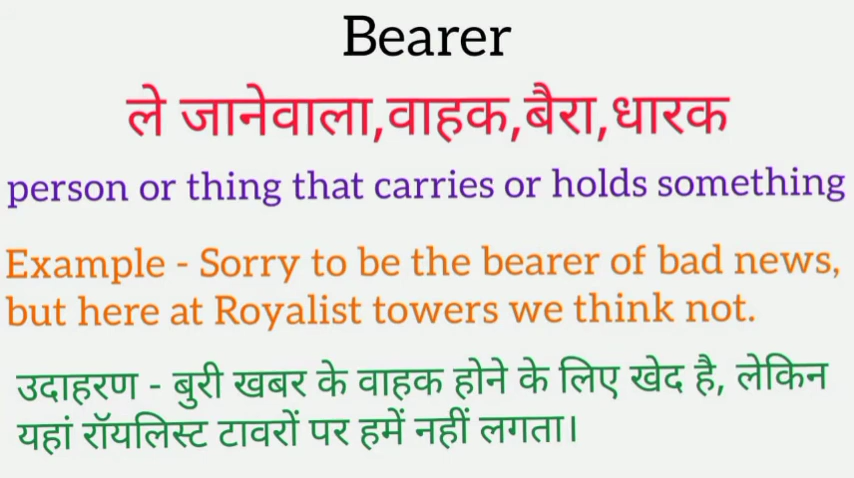 Bearer
ले जानेवाला,वाहक,बैरा,धारक
person or thing that carries or holds something
Example - Sorry to be the bearer of bad news,
but here at Royalist towers we think not.
उदाहरण - बुरी खबर के वाहक होने के लिए खेद है, लेकिन
यहां रॉयलिस्ट टावरों पर हमें नहीं लगता।